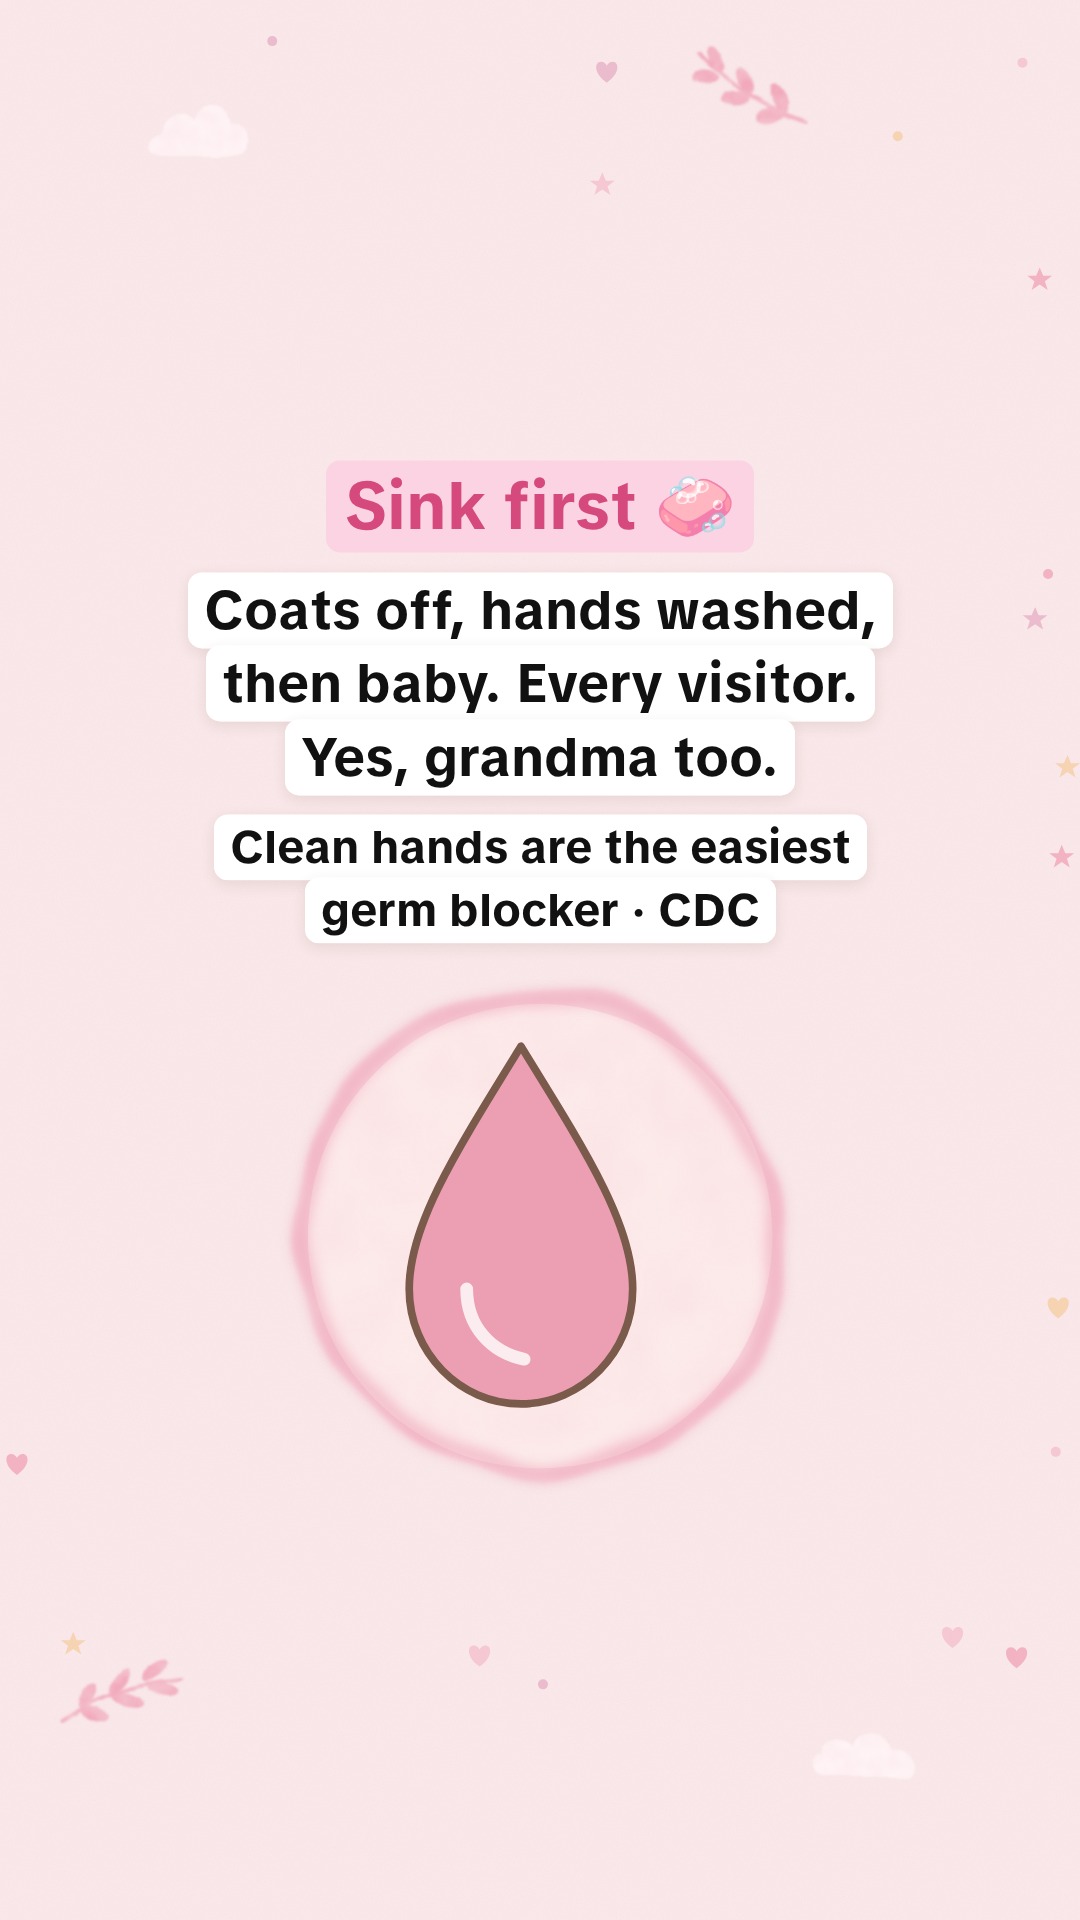 Sink first 🧼
Coats off, hands washed,
then baby. Every visitor.
Yes, grandma too.
Clean hands are the easiest
germ blocker · CDC